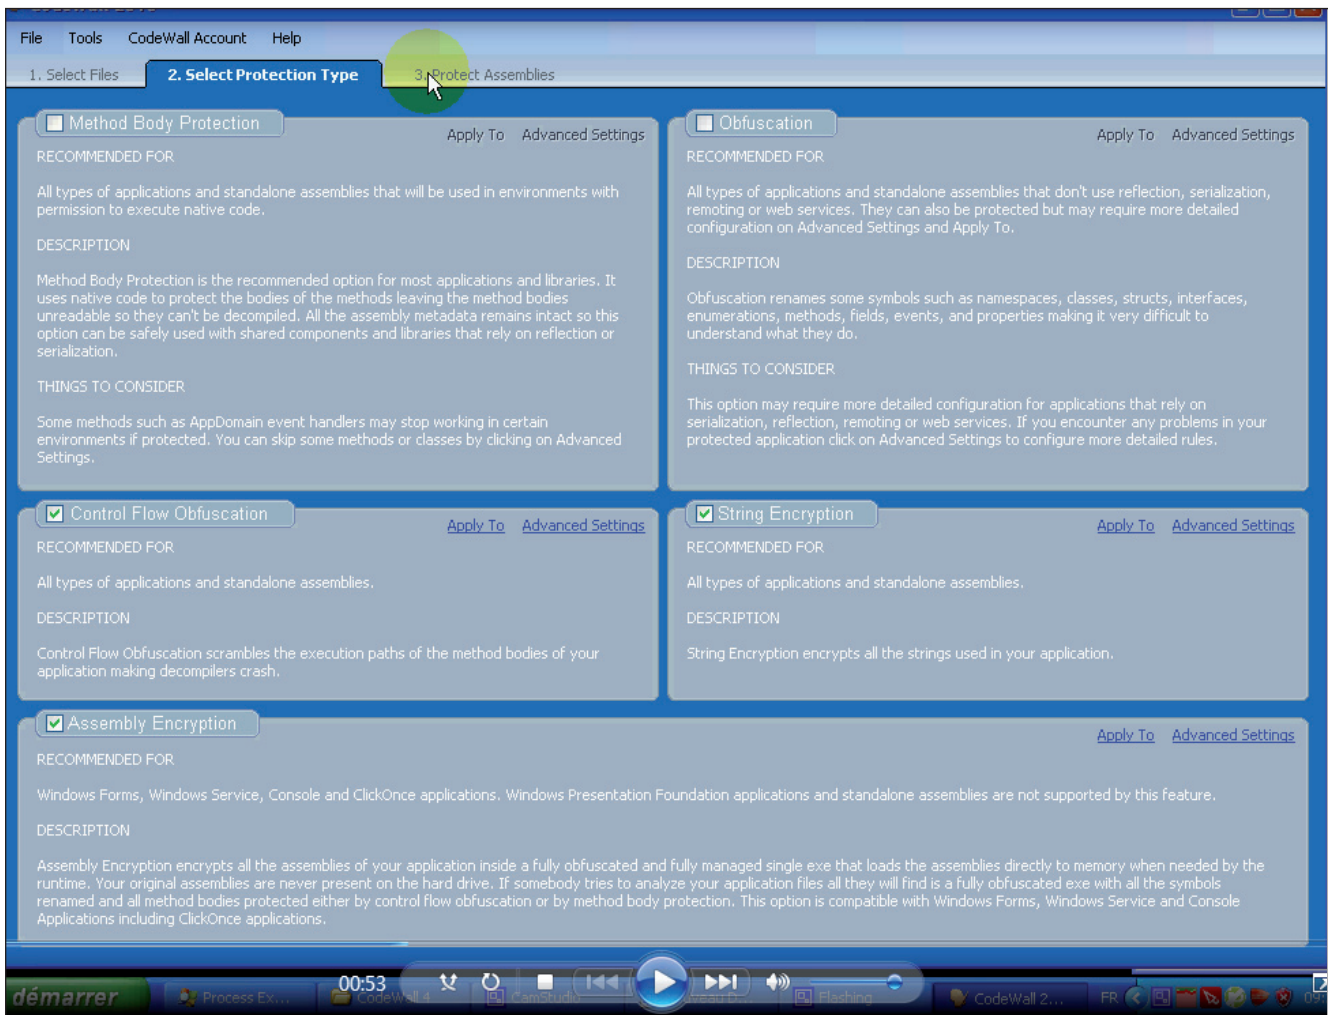 File Tools CodeWall Account Help
1. Select Files 2. Select Protection Type 3. Protect Assemblies
Method Body Protection
Apply To Advanced Settings
RECOMMENDED FOR
All types of applications and standalone assemblies that will be used in environments with
permission to execute native code.
DESCRIPTION
Method Body Protection is the recommended option for most applications and libraries. It
uses native code to protect the bodies of the methods leaving the method bodies
unreadable so they can't be decompiled. All the assembly metadata remains intact so this
option can be safely used with shared components and libraries that rely on reflection or
serialization.
THINGS TO CONSIDER
Some methods such as AppDomain event handlers may stop working in certain
environments if protected. You can skip some methods or classes by clicking on Advanced
Settings.
Obfuscation
Apply To Advanced Settings
RECOMMENDED FOR
All types of applications and standalone assemblies that don't use reflection, serialization,
remoting or web services. They can also be protected but may require more detailed
configuration on Advanced Settings and Apply To.
DESCRIPTION
Obfuscation renames some symbols such as namespaces, classes, structs, interfaces,
enumerations, methods, fields, events, and properties making it very difficult to
understand what they do.
THINGS TO CONSIDER
This option may require more detailed configuration for applications that rely on
serialization, reflection, remoting or web services. If you encounter any problems in your
protected application click on Advanced Settings to configure more detailed rules.
Control Flow Obfuscation
Apply To Advanced Settings
RECOMMENDED FOR
All types of applications and standalone assemblies.
DESCRIPTION
Control Flow Obfuscation scrambles the execution paths of the method bodies of your
application making decompilers crash.
String Encryption
Apply To Advanced Settings
RECOMMENDED FOR
All types of applications and standalone assemblies.
DESCRIPTION
String Encryption encrypts all the strings used in your application.
Assembly Encryption
Apply To Advanced Settings
RECOMMENDED FOR
Windows Forms, Windows Service, Console and ClickOnce applications. Windows Presentation Foundation applications and standalone assemblies are not supported by this feature.
DESCRIPTION
Assembly Encryption encrypts all the assemblies of your application inside a fully obfuscated and fully managed single exe that loads the assemblies directly to memory when needed by the
runtime. Your original assemblies are never present on the hard drive. If somebody tries to analyze your application files all they will find is a fully obfuscated exe with all the symbols
renamed and all method bodies protected either by control flow obfuscation or by method body protection. This option is compatible with Windows Forms, Windows Service and Console
Applications including ClickOnce applications.
00:53
démarrer Process Ex... CodeWall 4 CamStudio Flashing CodeWall 2... FR